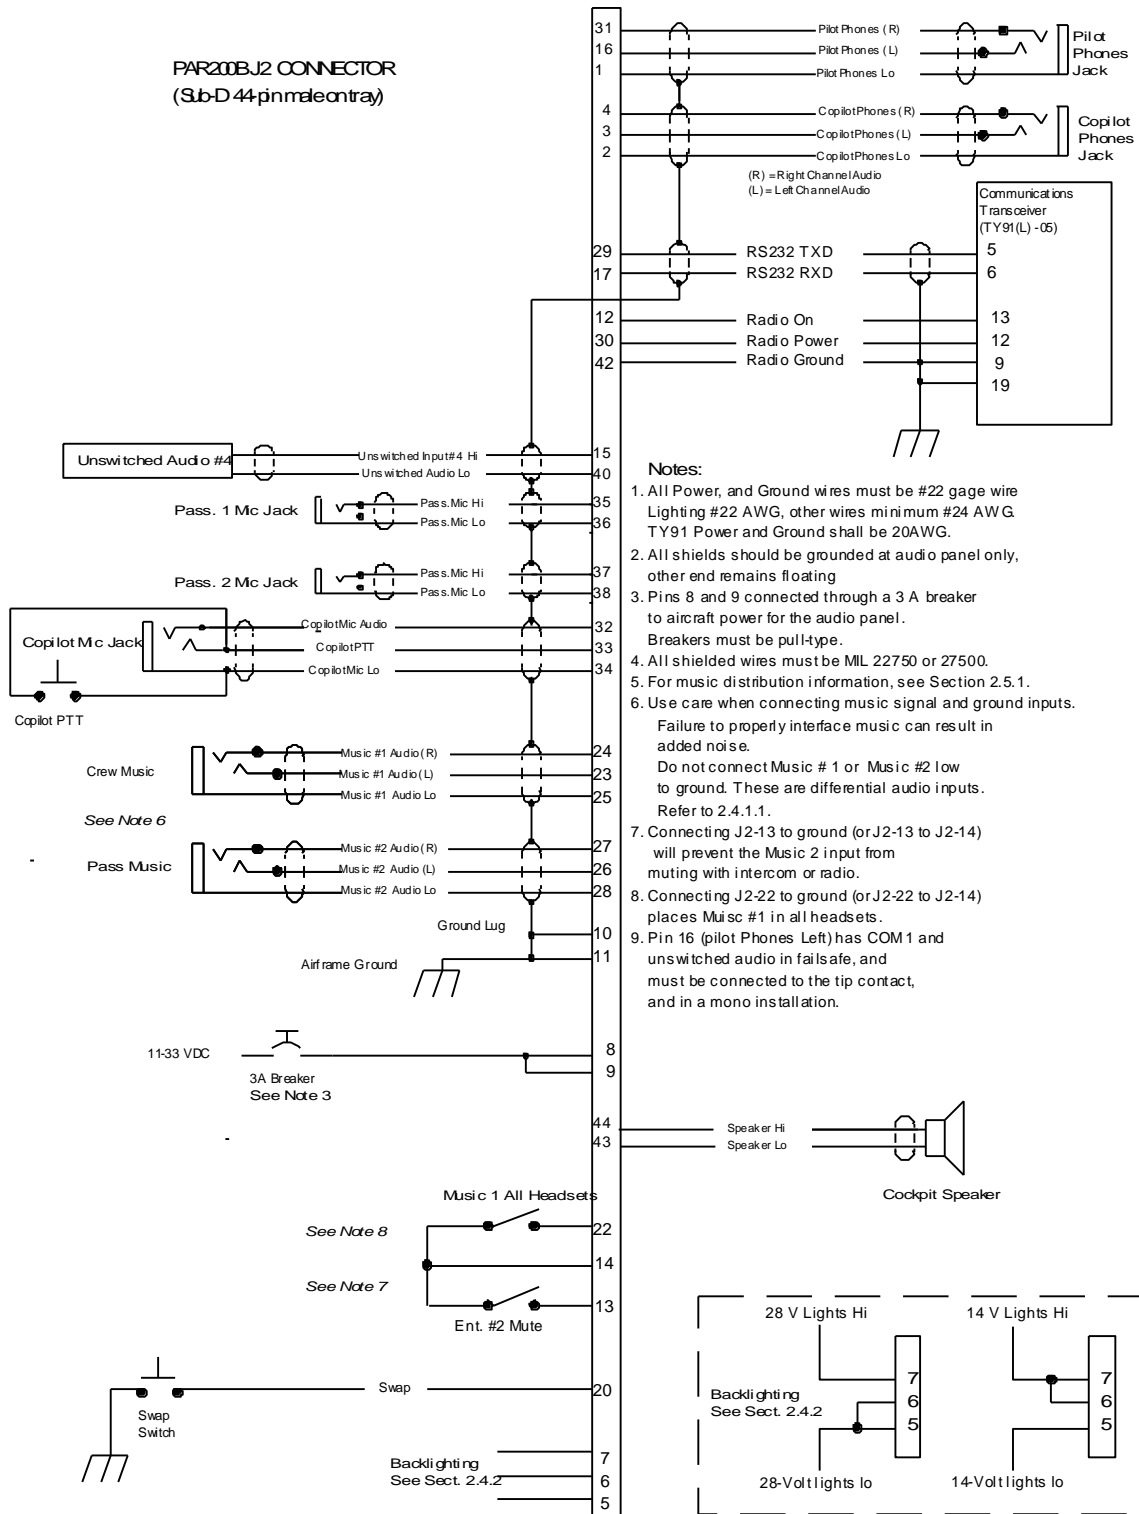 PAR200B J2 CONNECTOR
(Sub-D 44-pin male on tray)
31
16
1
4
3
2
29
17
12
30
42
Pilot Phones (R)
Pilot Phones (L)
Pilot Phones Lo
Pilot
Phones
Jack
Copilot Phones (R)
Copilot Phones (L)
Copilot Phones Lo
Copilot
Phones
Jack
(R) = Right Channel Audio
(L) = Left Channel Audio
Communications
Transceiver
(TY91(L) -05)
RS232 TXD
5
RS232 RXD
6
Radio On
13
Radio Power
12
Radio Ground
9
19
Unswitched Audio #4
Unswitched Input #4 Hi
15
Unswitched Audio Lo
40
Pass. 1 Mic Jack
Pass. Mic Hi
35
Pass. Mic Lo
36
Pass. 2 Mic Jack
Pass. Mic Hi
37
Pass. Mic Lo
38
Copilot Mic Jack
Copilot Mic Audio
32
Copilot PTT
33
Copilot Mic Lo
34
Copilot PTT
Crew Music
Music #1 Audio (R)
24
Music #1 Audio (L)
23
Music #1 Audio Lo
25
See Note 6
Pass Music
Music #2 Audio (R)
27
Music #2 Audio (L)
26
Music #2 Audio Lo
28
Ground Lug
10
Airframe Ground
11
Notes:
1. All Power, and Ground wires must be #22 gage wire
Lighting #22 AWG, other wires minimum #24 AWG.
TY91 Power and Ground shall be 20AWG.
2. All shields should be grounded at audio panel only,
other end remains floating
3. Pins 8 and 9 connected through a 3 A breaker
to aircraft power for the audio panel.
Breakers must be pull-type.
4. All shielded wires must be MIL 22750 or 27500.
5. For music distribution information, see Section 2.5.1.
6. Use care when connecting music signal and ground inputs.
Failure to properly interface music can result in
added noise.
Do not connect Music # 1 or Music #2 low
to ground. These are differential audio inputs.
Refer to 2.4.1.1.
7. Connecting J2-13 to ground (or J2-13 to J2-14)
will prevent the Music 2 input from
muting with intercom or radio.
8. Connecting J2-22 to ground (or J2-22 to J2-14)
places Muisc #1 in all headsets.
9. Pin 16 (pilot Phones Left) has COM 1 and
unswitched audio in failsafe, and
must be connected to the tip contact,
and in a mono installation.
11-33 VDC
3A Breaker
See Note 3
8
9
44
43
Speaker Hi
Speaker Lo
Cockpit Speaker
Music 1 All Headsets
See Note 8
22
14
See Note 7
13
Ent. #2 Mute
Swap
20
Swap
Switch
Backlighting
See Sect. 2.4.2
7
6
5
28 V Lights Hi
14 V Lights Hi
Backlighting
See Sect. 2.4.2
7
6
5
7
6
5
28-Volt lights lo
14-Volt lights lo